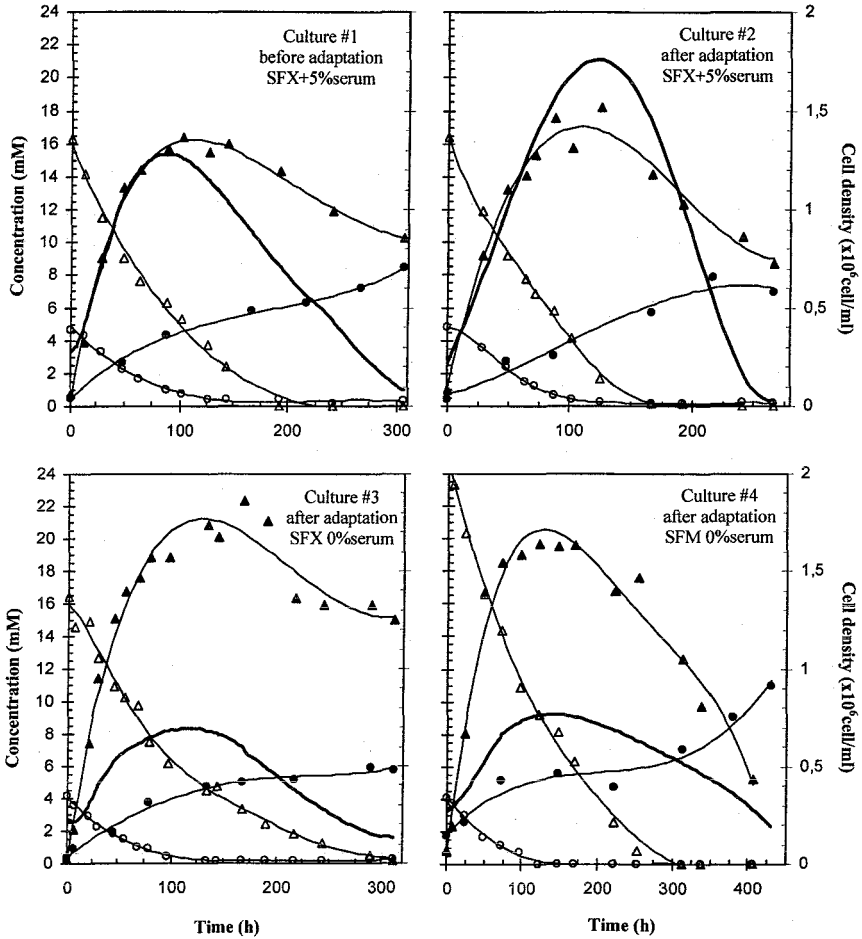 24
22
20
18
16
14
12
10
8
6
4
2
0
Concentration (mM)
Culture #1
before adaptation
SFX+5%serum
0 100 200 300
Culture #2
after adaptation
SFX+5%serum
2
1,5
1
0,5
0
Cell density (x10⁶cell/ml)
0 100 200
24
22
20
18
16
14
12
10
8
6
4
2
0
Concentration (mM)
Culture #3
after adaptation
SFX 0%serum
0 100 200 300
Time (h)
Culture #4
after adaptation
SFM 0%serum
2
1,5
1
0,5
0
Cell density (x10⁶cell/ml)
0 100 200 300 400
Time (h)